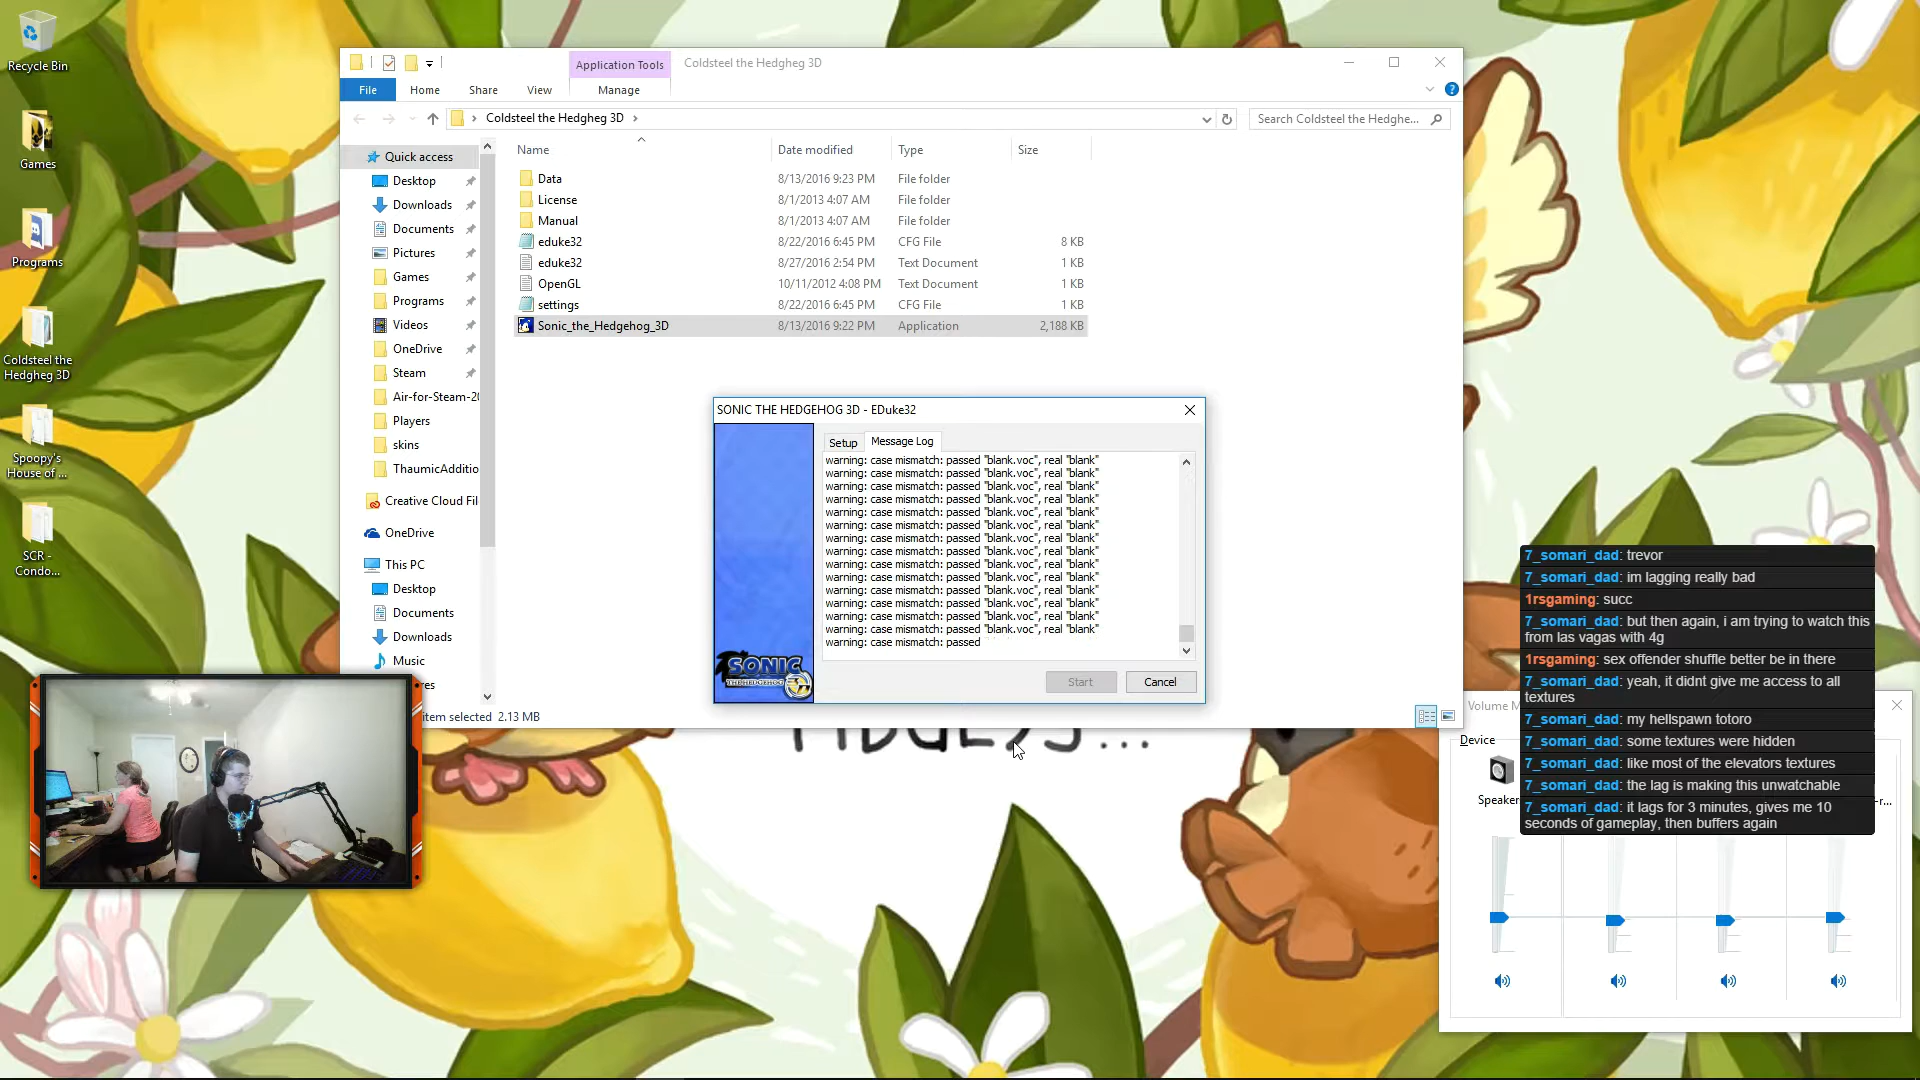 Recycle Bin
Games
Programs
Coldsteel the
Hedgheg 3D
Spoopy's
House of ...
SCR -
Condo...
Application Tools
Coldsteel the Hedgheg 3D
File
Home
Share
View
Manage
Coldsteel the Hedgheg 3D
Search Coldsteel the Hedghe...
Quick access
Desktop
Downloads
Documents
Pictures
Games
Programs
Videos
OneDrive
Steam
Air-for-Steam-20
Players
skins
ThaumicAdditio
Creative Cloud Fil
OneDrive
This PC
Desktop
Documents
Downloads
Music
Name Date modified Type Size
Data 8/13/2016 9:23 PM File folder
License 8/1/2013 4:07 AM File folder
Manual 8/1/2013 4:07 AM File folder
eduke32 8/22/2016 6:45 PM CFG File 8 KB
eduke32 8/27/2016 2:54 PM Text Document 1 KB
OpenGL 10/11/2012 4:08 PM Text Document 1 KB
settings 8/22/2016 6:45 PM CFG File 1 KB
Sonic_the_Hedgehog_3D 8/13/2016 9:22 PM Application 2,188 KB
item selected 2.13 MB
SONIC THE HEDGEHOG 3D - EDuke32
Setup
Message Log
warning: case mismatch: passed "blank.voc", real "blank"
warning: case mismatch: passed "blank.voc", real "blank"
warning: case mismatch: passed "blank.voc", real "blank"
warning: case mismatch: passed "blank.voc", real "blank"
warning: case mismatch: passed "blank.voc", real "blank"
warning: case mismatch: passed "blank.voc", real "blank"
warning: case mismatch: passed "blank.voc", real "blank"
warning: case mismatch: passed "blank.voc", real "blank"
warning: case mismatch: passed "blank.voc", real "blank"
warning: case mismatch: passed "blank.voc", real "blank"
warning: case mismatch: passed "blank.voc", real "blank"
warning: case mismatch: passed "blank.voc", real "blank"
warning: case mismatch: passed "blank.voc", real "blank"
warning: case mismatch: passed "blank.voc", real "blank"
warning: case mismatch: passed
SONIC
THE HEDGEHOG
Start
Cancel
7_somari_dad: trevor
7_somari_dad: im lagging really bad
1rsgaming: succ
7_somari_dad: but then again, i am trying to watch this
from las vagas with 4g
1rsgaming: sex offender shuffle better be in there
7_somari_dad: yeah, it didnt give me access to all
textures
7_somari_dad: my hellspawn totoro
7_somari_dad: some textures were hidden
7_somari_dad: like most of the elevators textures
7_somari_dad: the lag is making this unwatchable
7_somari_dad: it lags for 3 minutes, gives me 10
seconds of gameplay, then buffers again
Volume M
Device
Speaker